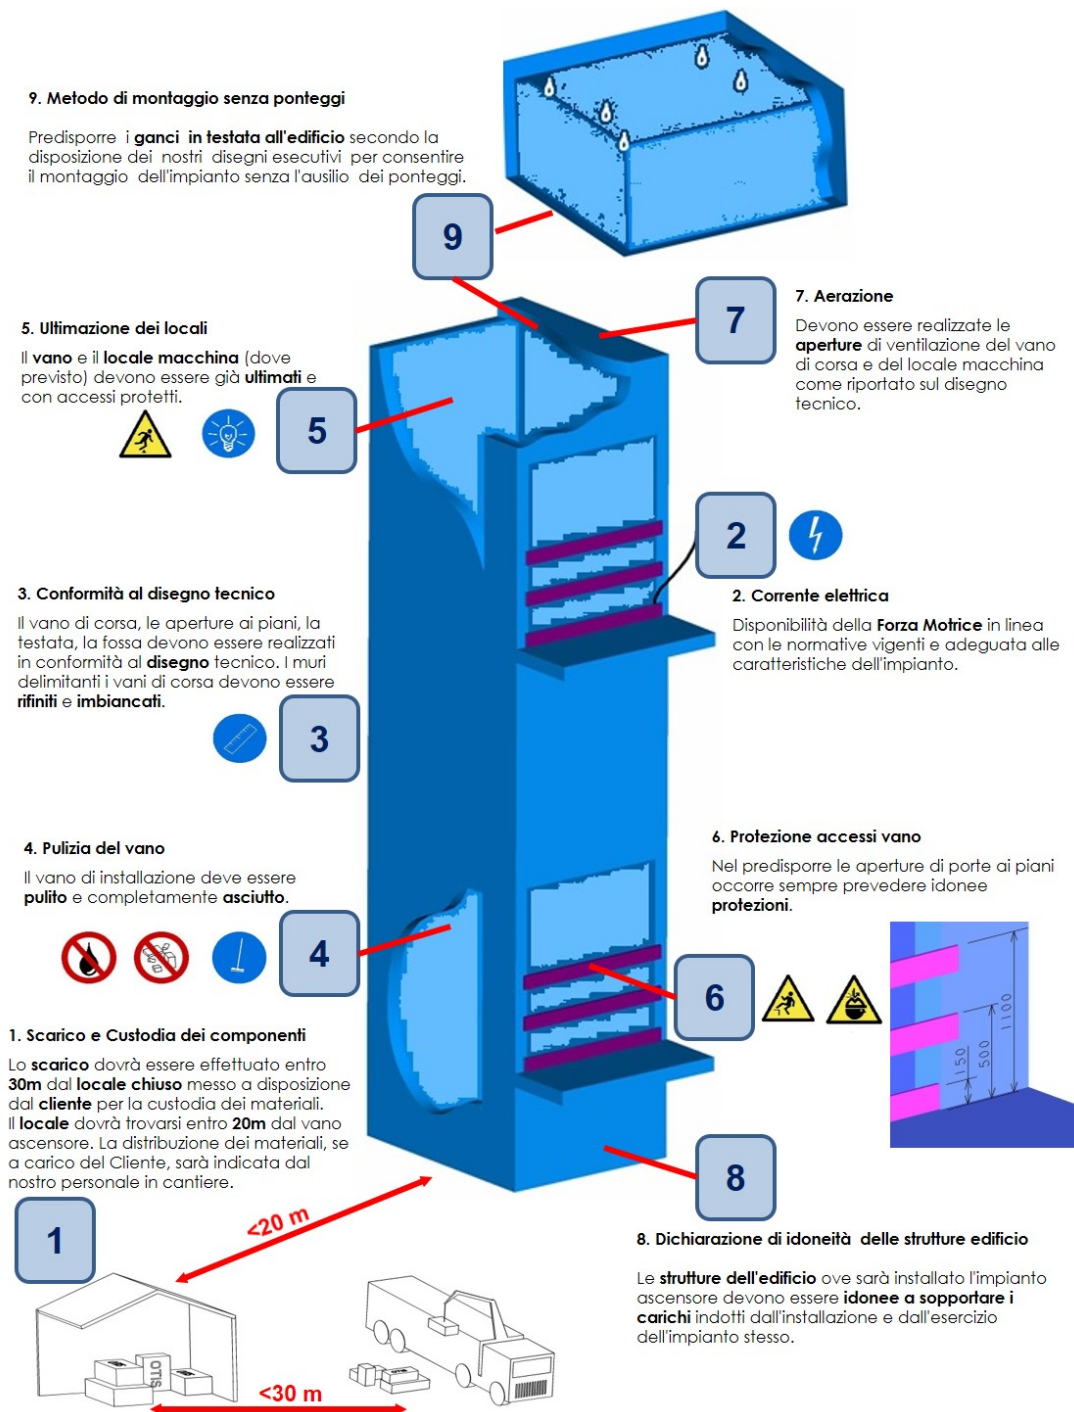 9. Metodo di montaggio senza ponteggi
Predisporre i ganci in testata all'edificio secondo la
disposizione dei nostri disegni esecutivi per consentire
il montaggio dell'impianto senza l'ausilio dei ponteggi.
9
5. Ultimazione dei locali
Il vano e il locale macchina (dove
previsto) devono essere già ultimati e
con accessi protetti.
5
7
7. Aerazione
Devono essere realizzate le
aperture di ventilazione del vano
di corsa e del locale macchina
come riportato sul disegno
tecnico.
2
2. Corrente elettrica
Disponibilità della Forza Motrice in linea
con le normative vigenti e adeguata alle
caratteristiche dell'impianto.
3. Conformità al disegno tecnico
Il vano di corsa, le aperture ai piani, la
testata, la fossa devono essere realizzati
in conformità al disegno tecnico. I muri
delimitanti i vani di corsa devono essere
rifiniti e imbiancati.
3
4. Pulizia del vano
Il vano di installazione deve essere
pulito e completamente asciutto.
4
6. Protezione accessi vano
Nel predisporre le aperture di porte ai piani
occorre sempre prevedere idonee
protezioni.
6
150
500
1100
1. Scarico e Custodia dei componenti
Lo scarico dovrà essere effettuato entro
30m dal locale chiuso messo a disposizione
dal cliente per la custodia dei materiali.
Il locale dovrà trovarsi entro 20m dal vano
ascensore. La distribuzione dei materiali, se
a carico del Cliente, sarà indicata dal
nostro personale in cantiere.
1
<20 m
8
8. Dichiarazione di idoneità delle strutture edificio
Le strutture dell'edificio ove sarà installato l'impianto
ascensore devono essere idonee a sopportare i
carichi indotti dall'installazione e dall'esercizio
dell'impianto stesso.
OTIS
OTIS
OTIS
OTIS
<30 m